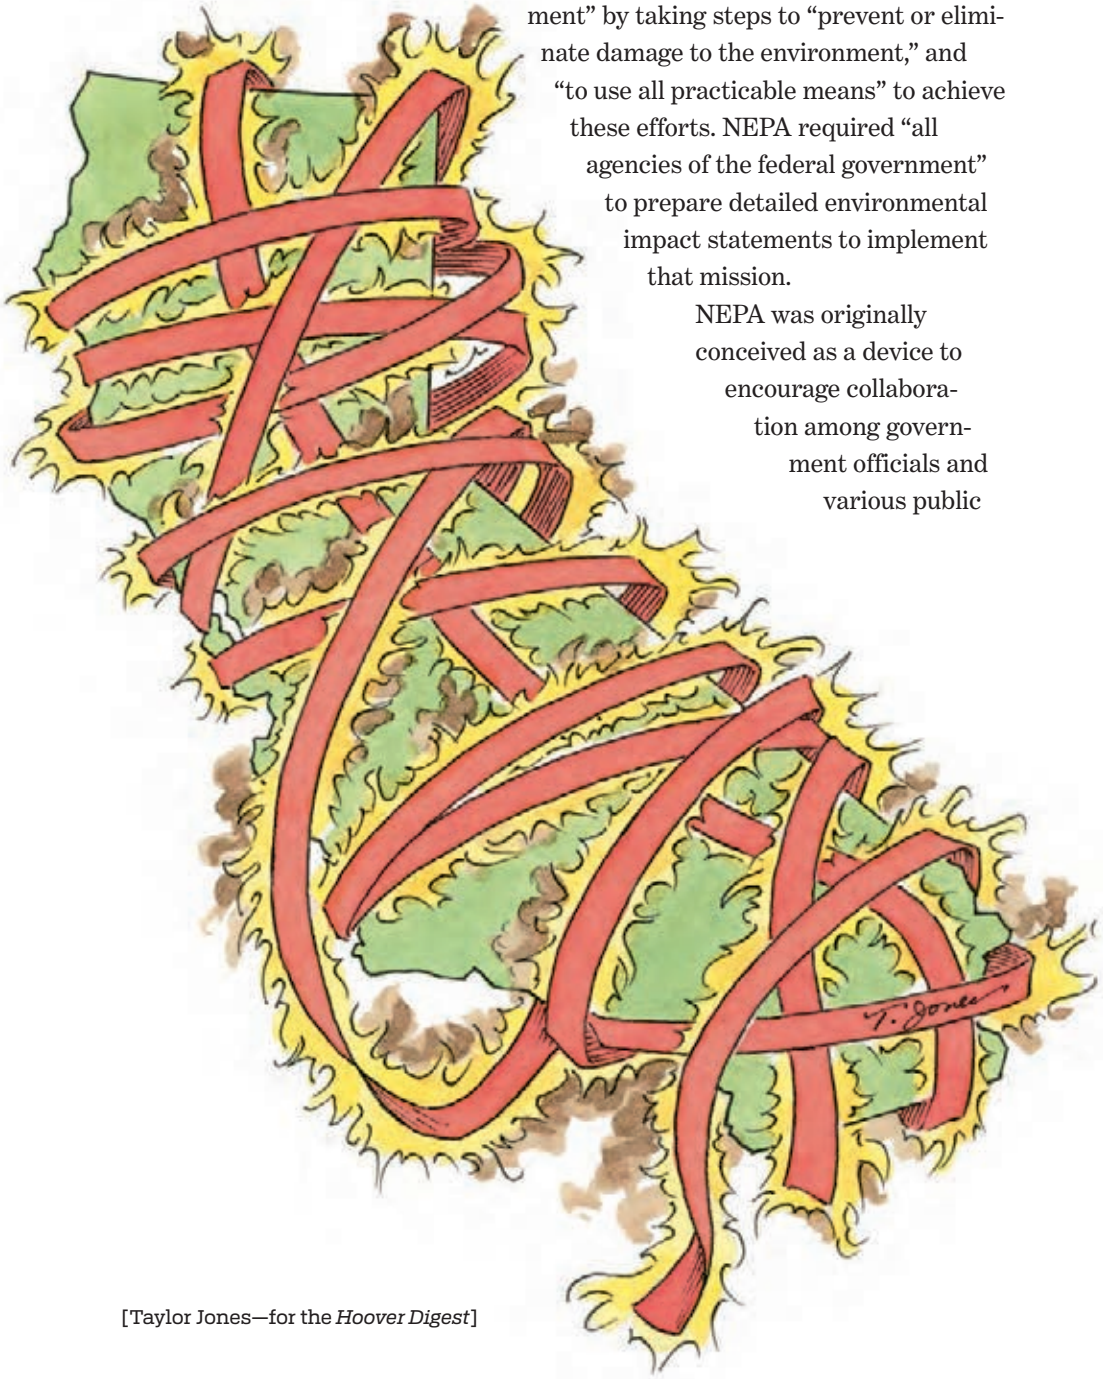 ment” by taking steps to “prevent or elimi-
nate damage to the environment,” and
“to use all practicable means” to achieve
these efforts. NEPA required “all
agencies of the federal government”
to prepare detailed environmental
impact statements to implement
that mission.
NEPA was originally
conceived as a device to
encourage collabora-
tion among govern-
ment officials and
various public
T. Jones
[Taylor Jones—for the Hoover Digest]